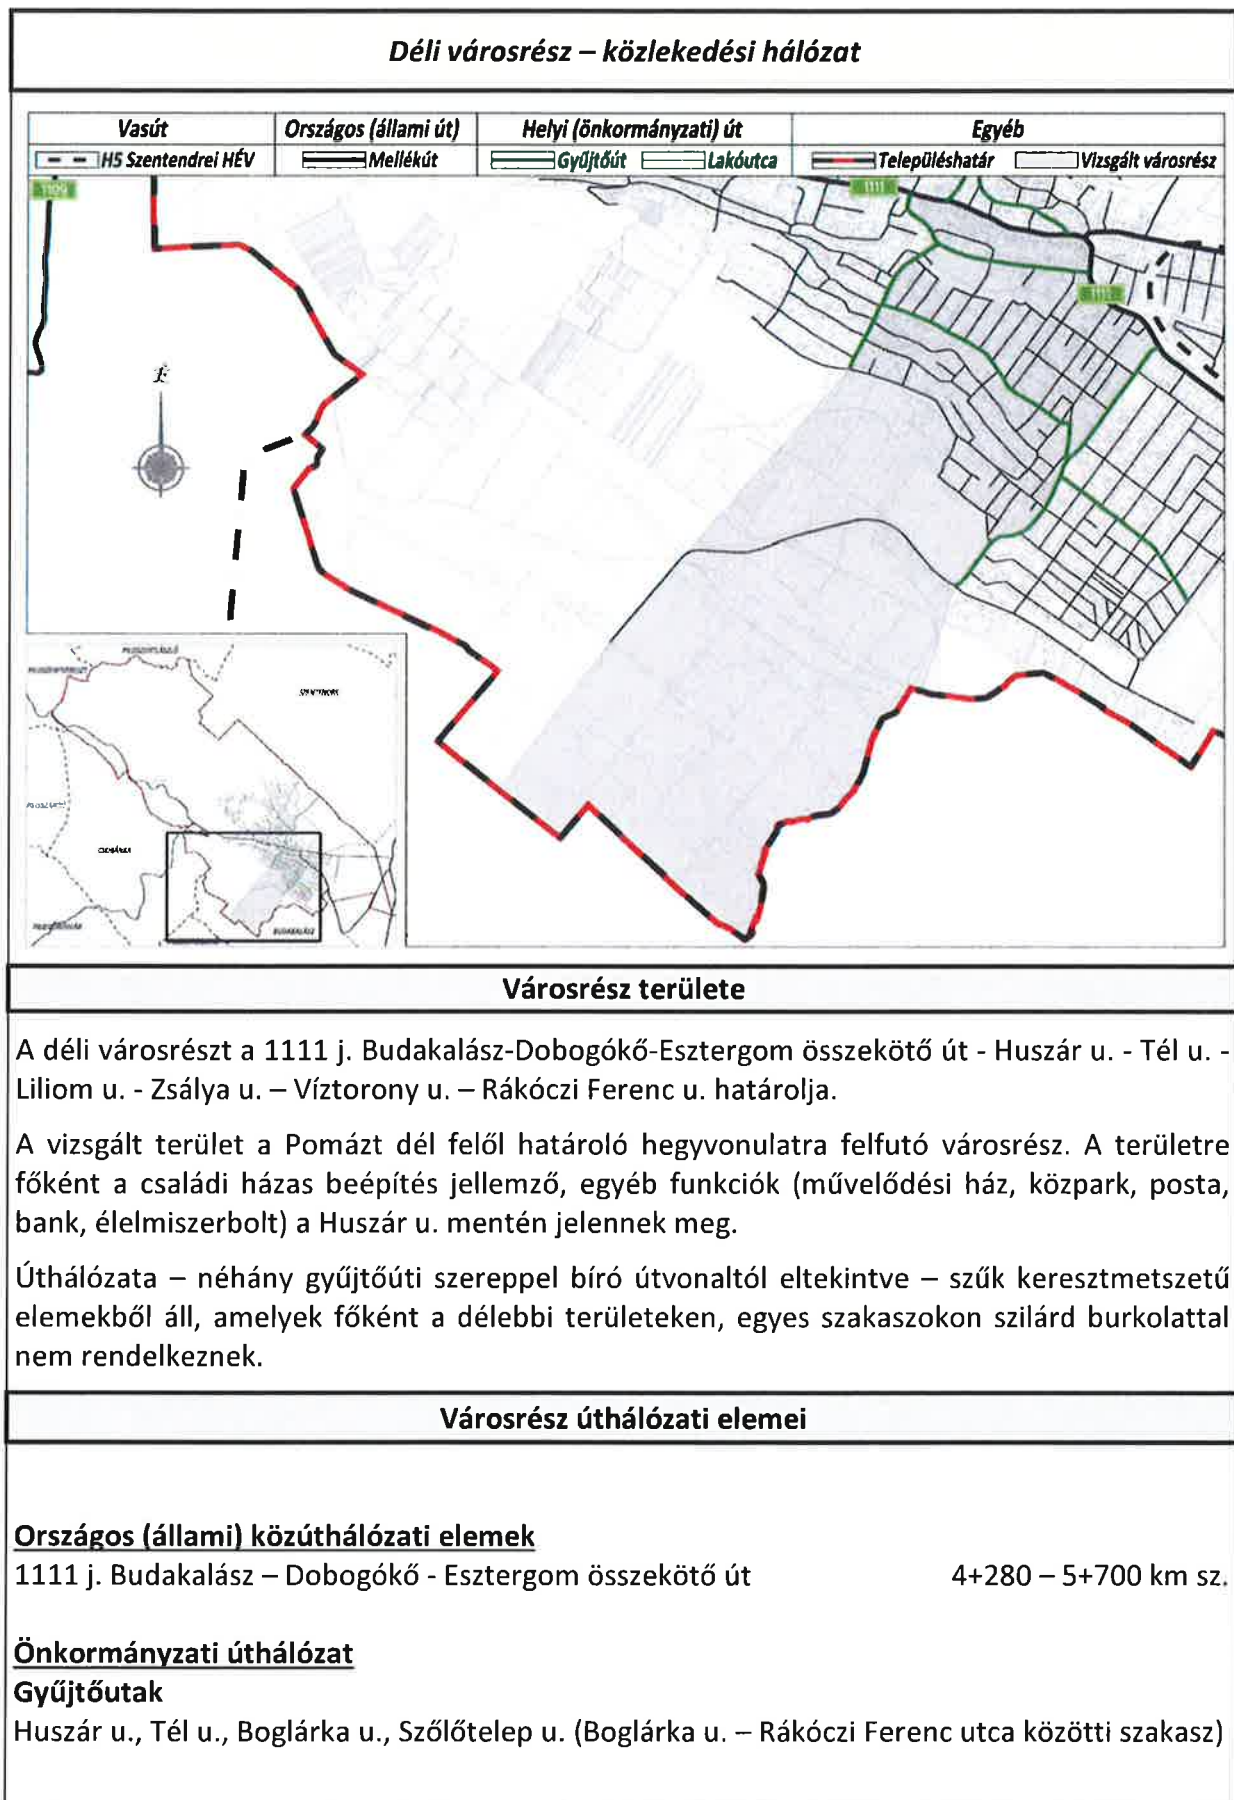 Déli városrész – közlekedési hálózat
Vasút Országos (állami út) Helyi (önkormányzati) út Egyéb
H5 Szentendrei HÉV Mellékút Gyűjtőút Lakóutca Településhatár Vizsgált városrész
1109
1111
1111
É
CSOBÁNKA
BUDAKALÁSZ
Városrész területe
A déli városrészt a 1111 j. Budakalász-Dobogókő-Esztergom összekötő út - Huszár u. - Tél u. -
Liliom u. - Zsálya u. – Víztorony u. – Rákóczi Ferenc u. határolja.
A vizsgált terület a Pomázt dél felől határoló hegyvonulatra felfutó városrész. A területre
főként a családi házas beépítés jellemző, egyéb funkciók (művelődési ház, közpark, posta,
bank, élelmiszerbolt) a Huszár u. mentén jelennek meg.
Úthálózata – néhány gyűjtőúti szereppel bíró útvonaltól eltekintve – szűk keresztmetszetű
elemekből áll, amelyek főként a délebbi területeken, egyes szakaszokon szilárd burkolattal
nem rendelkeznek.
Városrész úthálózati elemei
Országos (állami) közúthálózati elemek
1111 j. Budakalász – Dobogókő - Esztergom összekötő út 4+280 – 5+700 km sz.
Önkormányzati úthálózat
Gyűjtőutak
Huszár u., Tél u., Boglárka u., Szőlőtelep u. (Boglárka u. – Rákóczi Ferenc utca közötti szakasz)